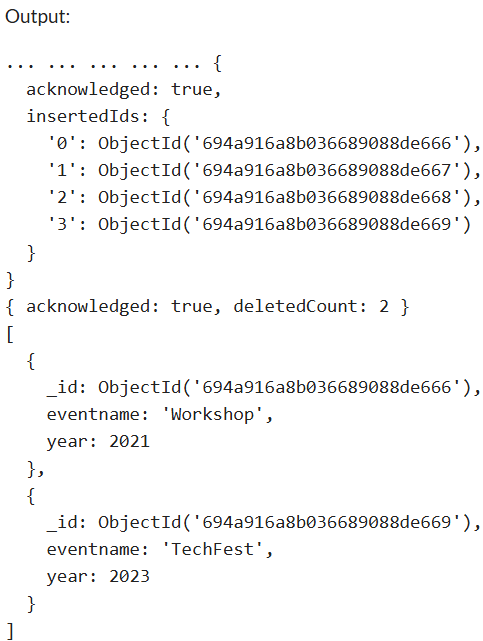 Output:
... ... ... ... ... {
  acknowledged: true,
  insertedIds: {
    '0': ObjectId('694a916a8b036689088de666'),
    '1': ObjectId('694a916a8b036689088de667'),
    '2': ObjectId('694a916a8b036689088de668'),
    '3': ObjectId('694a916a8b036689088de669')
  }
}
{ acknowledged: true, deletedCount: 2 }
[
  {
    _id: ObjectId('694a916a8b036689088de666'),
    eventname: 'Workshop',
    year: 2021
  },
  {
    _id: ObjectId('694a916a8b036689088de669'),
    eventname: 'TechFest',
    year: 2023
  }
]